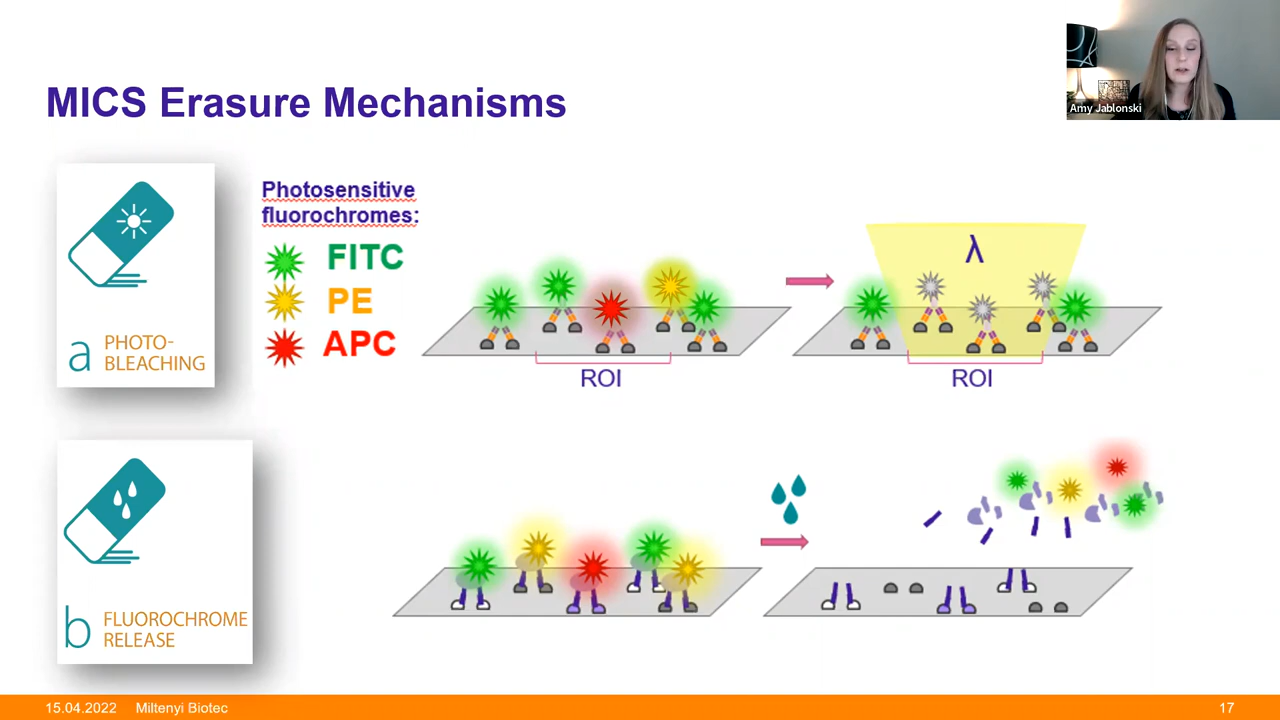 MICS Erasure Mechanisms
Amy Jablonski
a PHOTO-
BLEACHING
Photosensitive
fluorochromes:
FITC
PE
APC
ROI
λ
ROI
b FLUOROCHROME
RELEASE
15.04.2022 Miltenyi Biotec 17